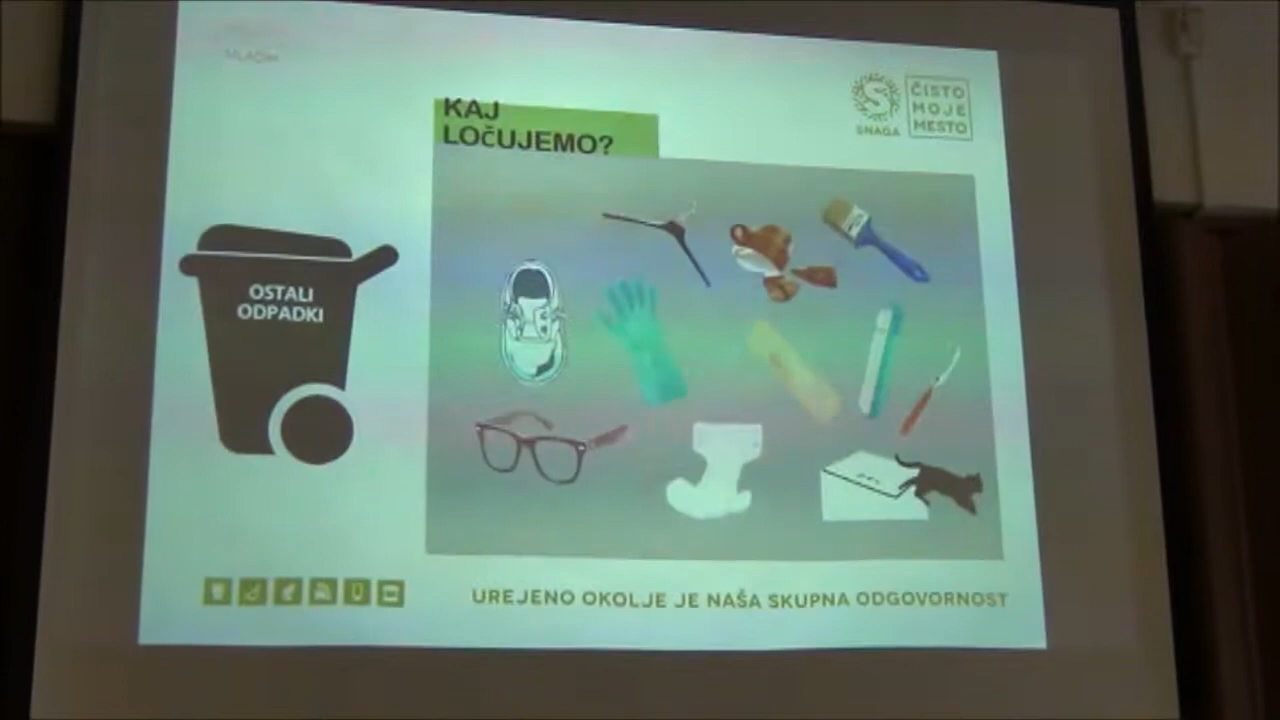 KAJ
LOČUJEMO?
SNAGA
ČISTO
MOJE
MESTO
OSTALI
ODPADKI
UREJENO OKOLJE JE NAŠA SKUPNA ODGOVORNOST